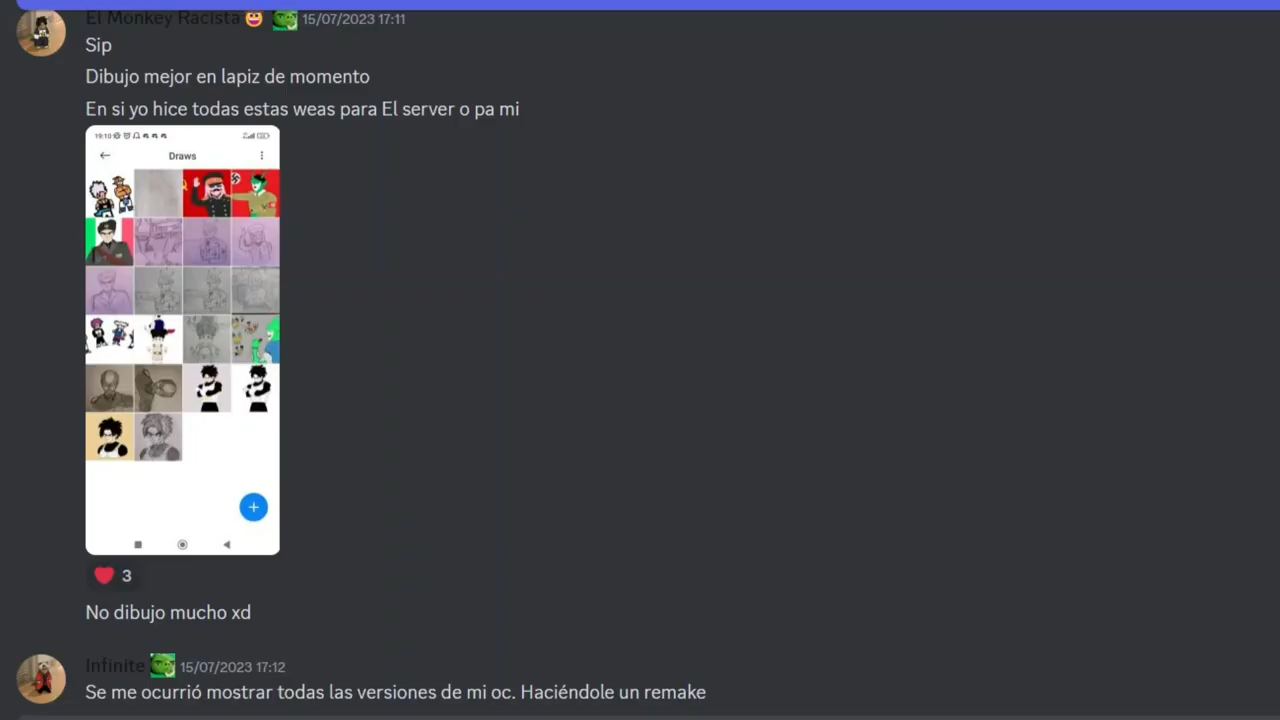 El Monkey Racista 15/07/2023 17:11
Sip
Dibujo mejor en lapiz de momento
En si yo hice todas estas weas para El server o pa mi
19:10
Draws
3
No dibujo mucho xd
Infinite 15/07/2023 17:12
Se me ocurrió mostrar todas las versiones de mi oc. Haciéndole un remake